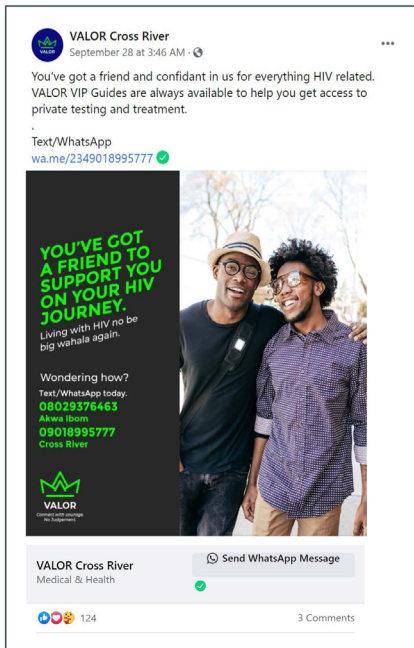 VALOR
VALOR Cross River
September 28 at 3:46 AM ·
You've got a friend and confidant in us for everything HIV related.
VALOR VIP Guides are always available to help you get access to
private testing and treatment.
.
Text/WhatsApp
wa.me/2349018995777
YOU'VE GOT
A FRIEND TO
SUPPORT YOU
ON YOUR HIV
JOURNEY.
Living with HIV no be
big wahala again.
Wondering how?
Text/WhatsApp today.
08029376463
Akwa Ibom
09018995777
Cross River
VALOR
Connect with courage.
No Judgement.
VALOR Cross River
Medical & Health
Send WhatsApp Message
124
3 Comments